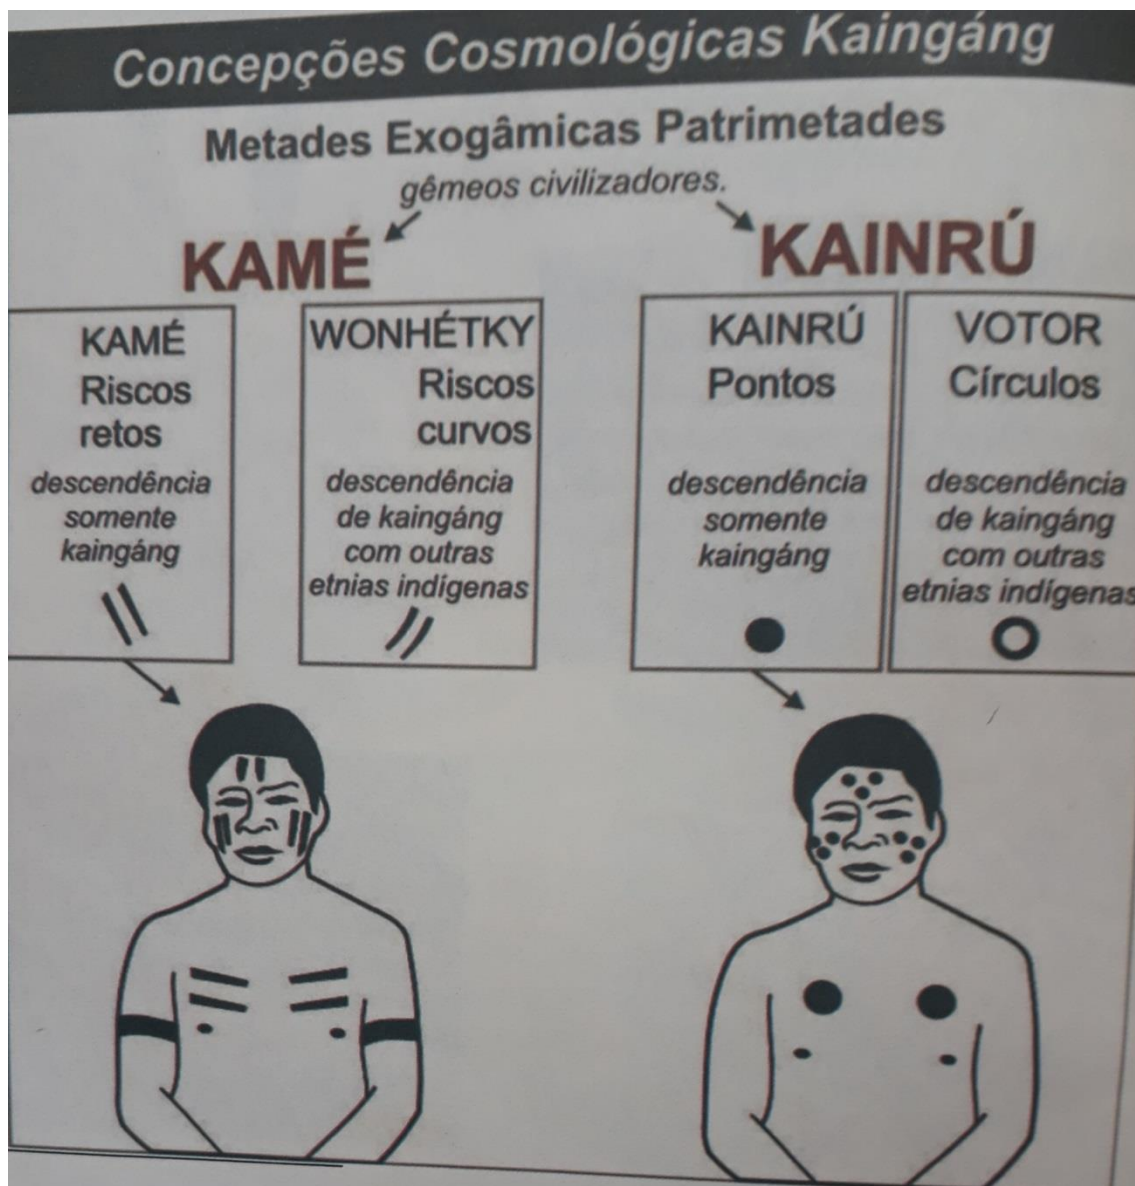 Concepções Cosmológicas Kaingáng
Metades Exogâmicas Patrimetades
gêmeos civilizadores.
KAMÉ
KAINRÚ
KAMÉ
Riscos
retos
descendência
somente
kaingáng
WONHÉTKY
Riscos
curvos
descendência
de kaingáng
com outras
etnias indígenas
KAINRÚ
Pontos
descendência
somente
kaingáng
VOTOR
Círculos
descendência
de kaingáng
com outras
etnias indígenas